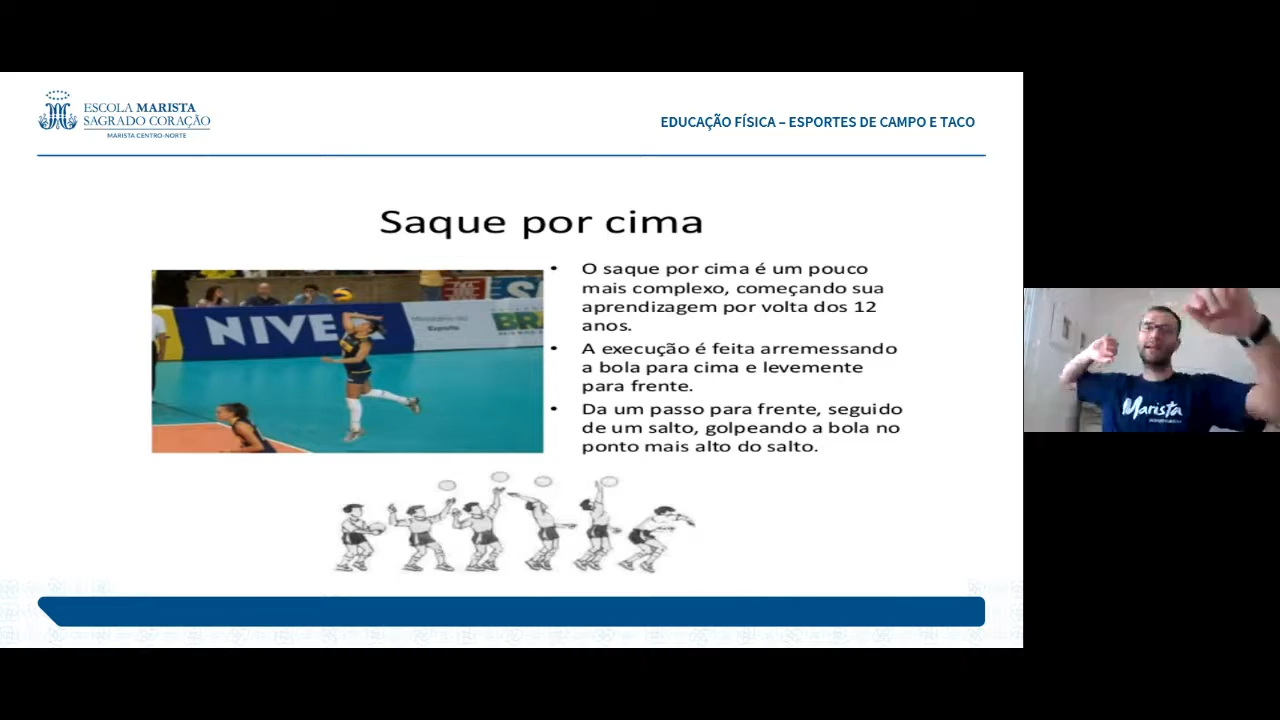 ESCOLA MARISTA
SAGRADO CORAÇÃO
MARISTA CENTRO-NORTE
EDUCAÇÃO FÍSICA – ESPORTES DE CAMPO E TACO
Saque por cima
• O saque por cima é um pouco
mais complexo, começando sua
aprendizagem por volta dos 12
anos.
• A execução é feita arremessando
a bola para cima e levemente
para frente.
• Da um passo para frente, seguido
de um salto, golpeando a bola no
ponto mais alto do salto.
NIVE
Esporte
Marista